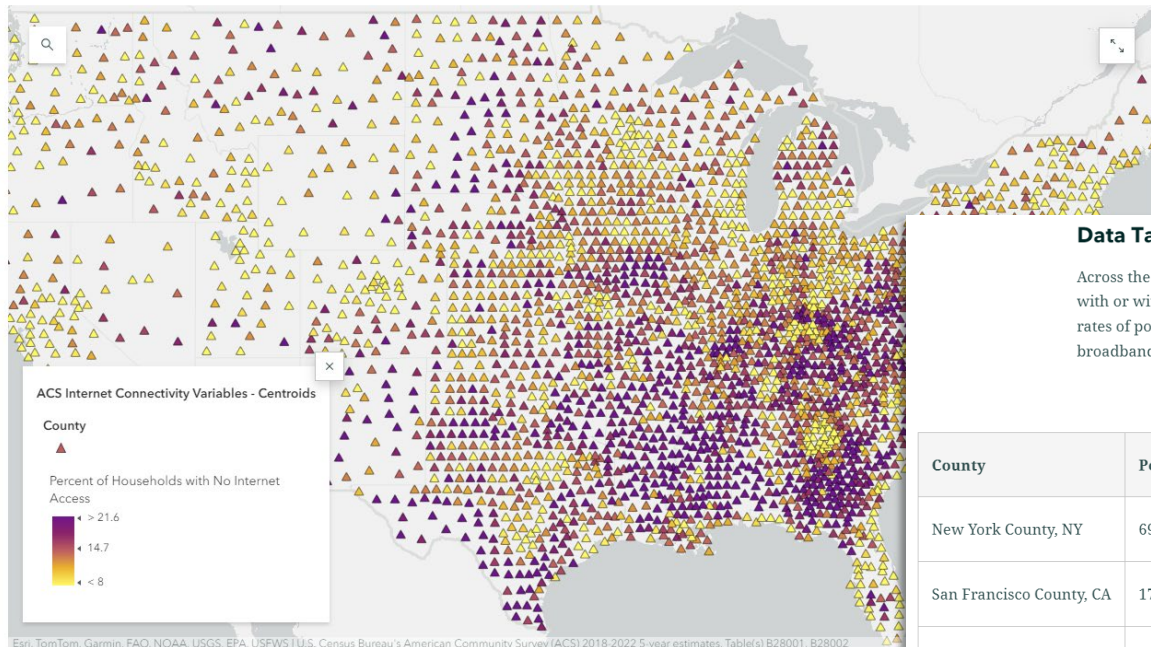 ACS Internet Connectivity Variables - Centroids
County
Percent of Households with No Internet
Access
> 21.6
14.7
< 8
Esri, TomTom, Garmin, FAO, NOAA, USGS, EPA, USFWS | U.S. Census Bureau's American Community Survey (ACS) 2018-2022 5-year estimates, Table(s) B28001, B28002
Data Ta
Across the
with or wi
rates of po
broadband
County Po
New York County, NY 69
San Francisco County, CA 17